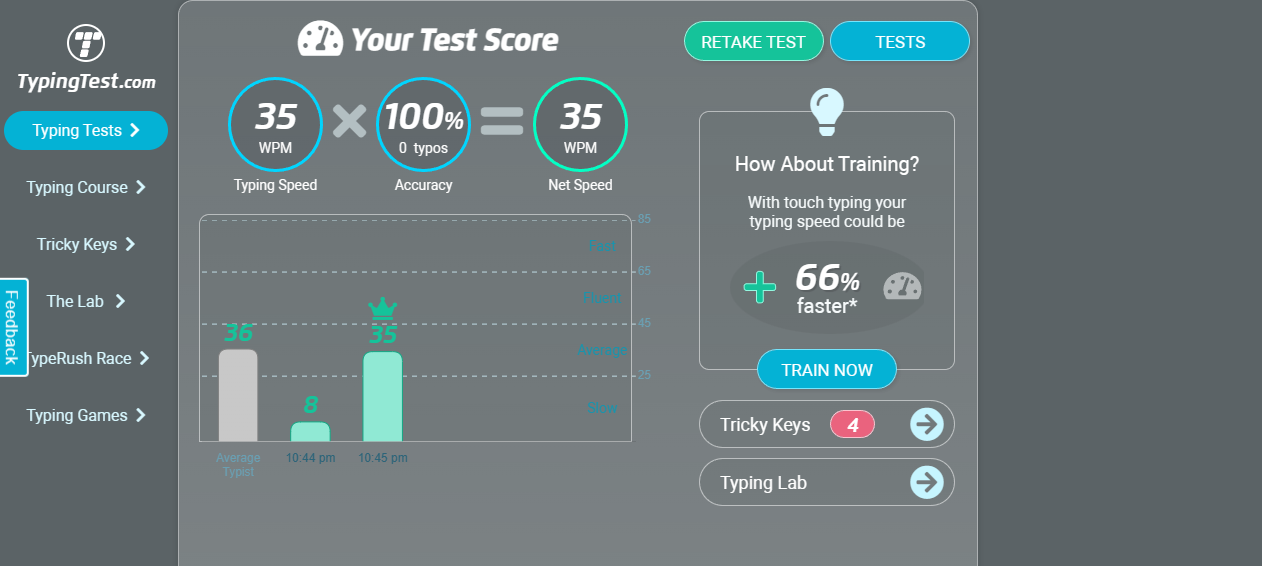 TypingTest.com
Typing Tests
Typing Course
Tricky Keys
The Lab
Feedback
TypeRush Race
Typing Games
Your Test Score
RETAKE TEST
TESTS
35
WPM
Typing Speed
100%
0 typos
Accuracy
35
WPM
Net Speed
85
Fast
65
Fluent
45
Average
25
Slow
36
8
35
Average
Typist
10:44 pm
10:45 pm
How About Training?
With touch typing your
typing speed could be
66%
faster*
TRAIN NOW
Tricky Keys 4
Typing Lab